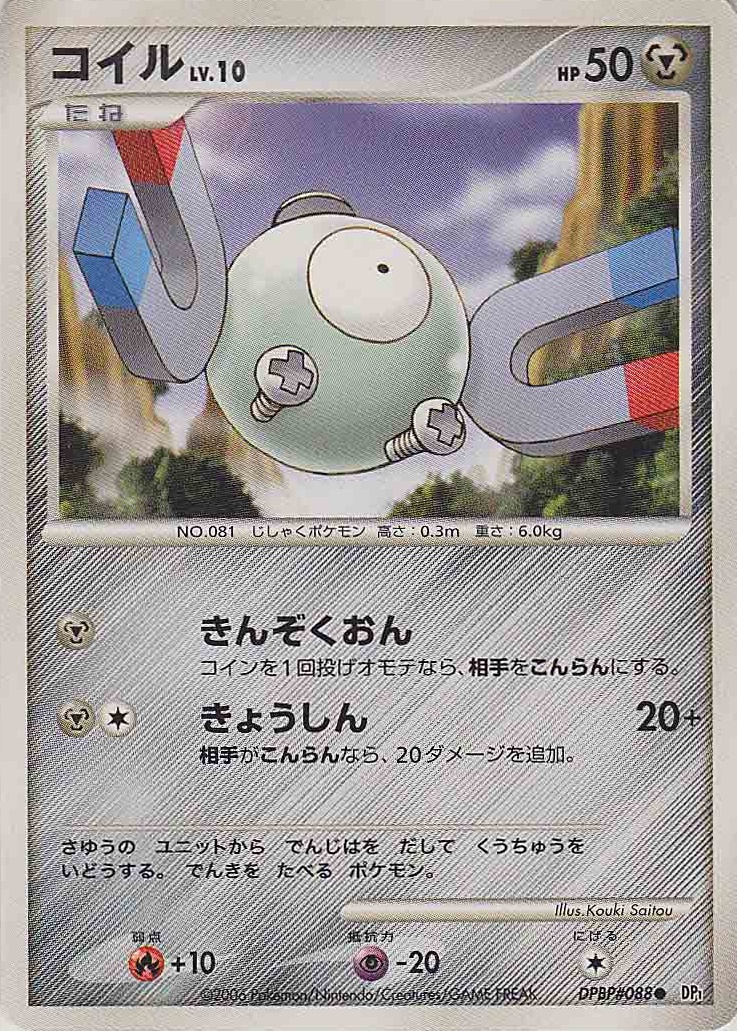 コイル LV.10 HP 50
たね
NO.081 じしゃくポケモン 高さ:0.3m 重さ:6.0kg
きんぞくおん
コインを1回投げオモテなら、相手をこんらんにする。
きょうしん 20+
相手がこんらんなら、20ダメージを追加。
さゆうの ユニットから でんじはを だして くうちゅうを
いどうする。 でんきを たべる ポケモン。
Illus.Kouki Saitou
弱点 抵抗力 にげる
+10 -20
©2006 Pokémon/Nintendo/Creatures/GAME FREAK DPBP#088● DP1